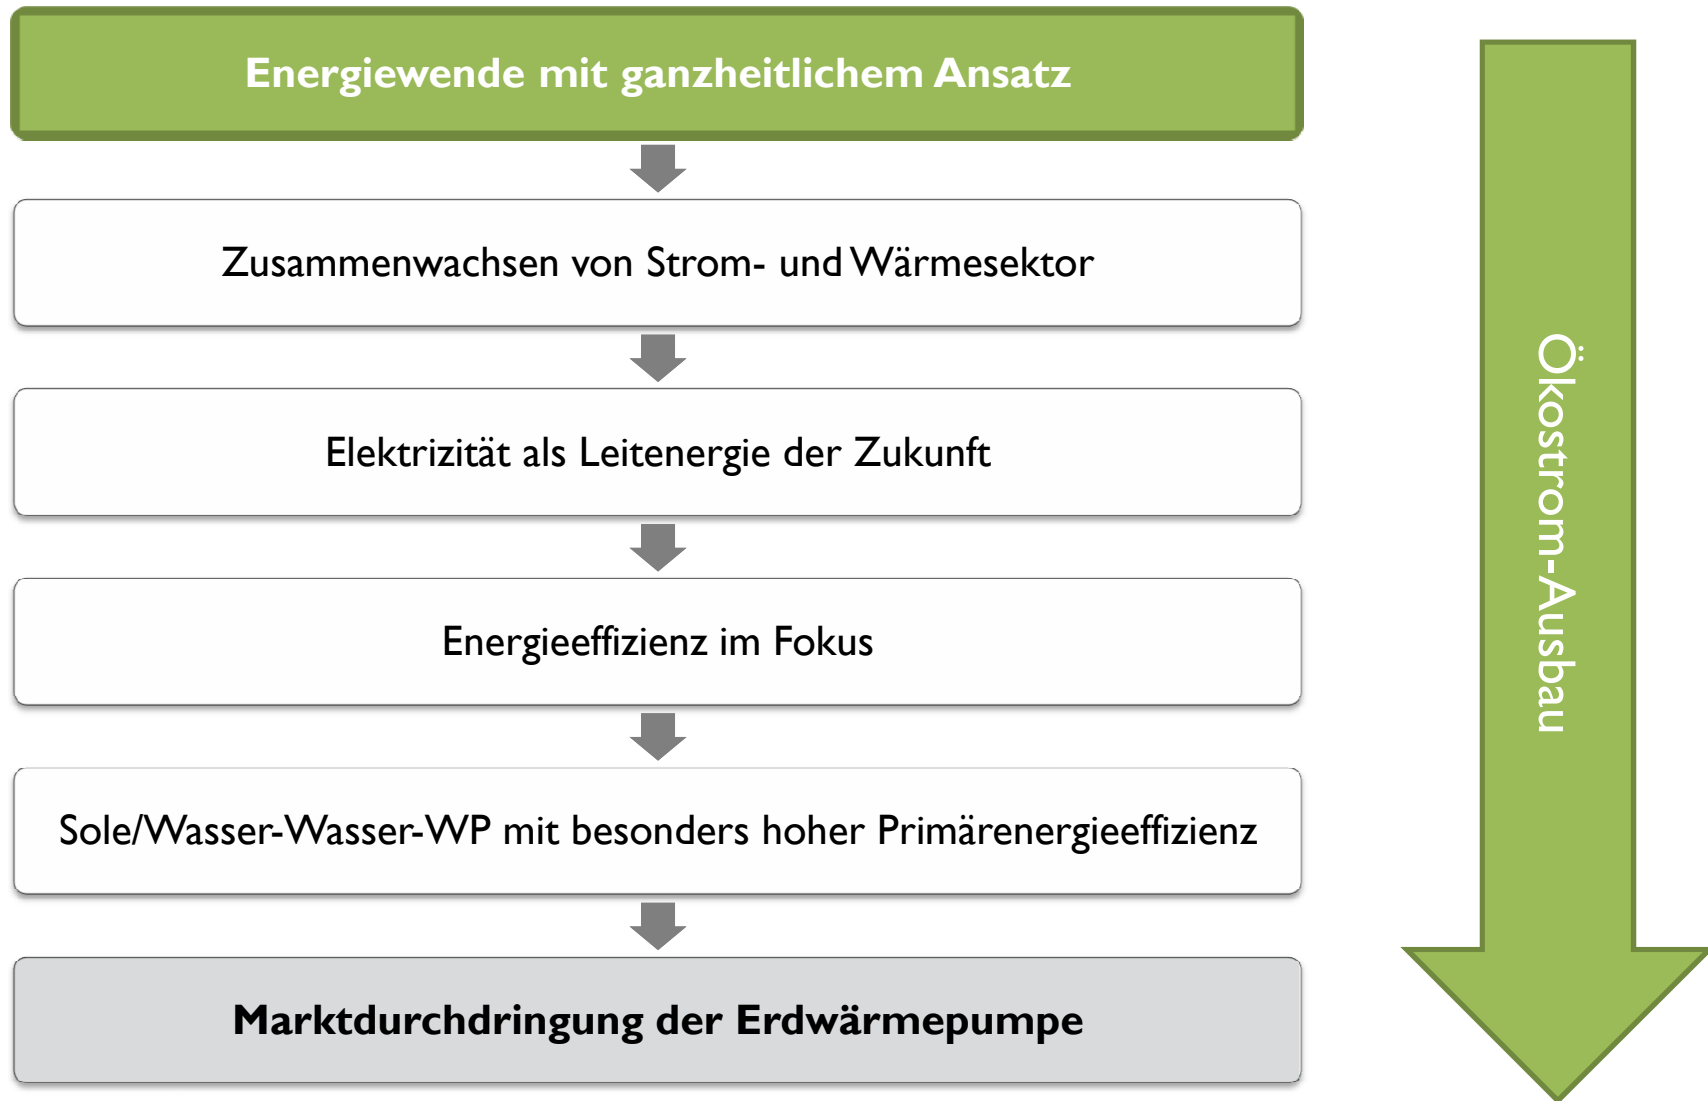 Energiewende mit ganzheitlichem Ansatz
Zusammenwachsen von Strom- und Wärmesektor
Elektrizität als Leitenergie der Zukunft
Energieeffizienz im Fokus
Sole/Wasser-Wasser-WP mit besonders hoher Primärenergieeffizienz
Marktdurchdringung der Erdwärmepumpe
Ökostrom-Ausbau